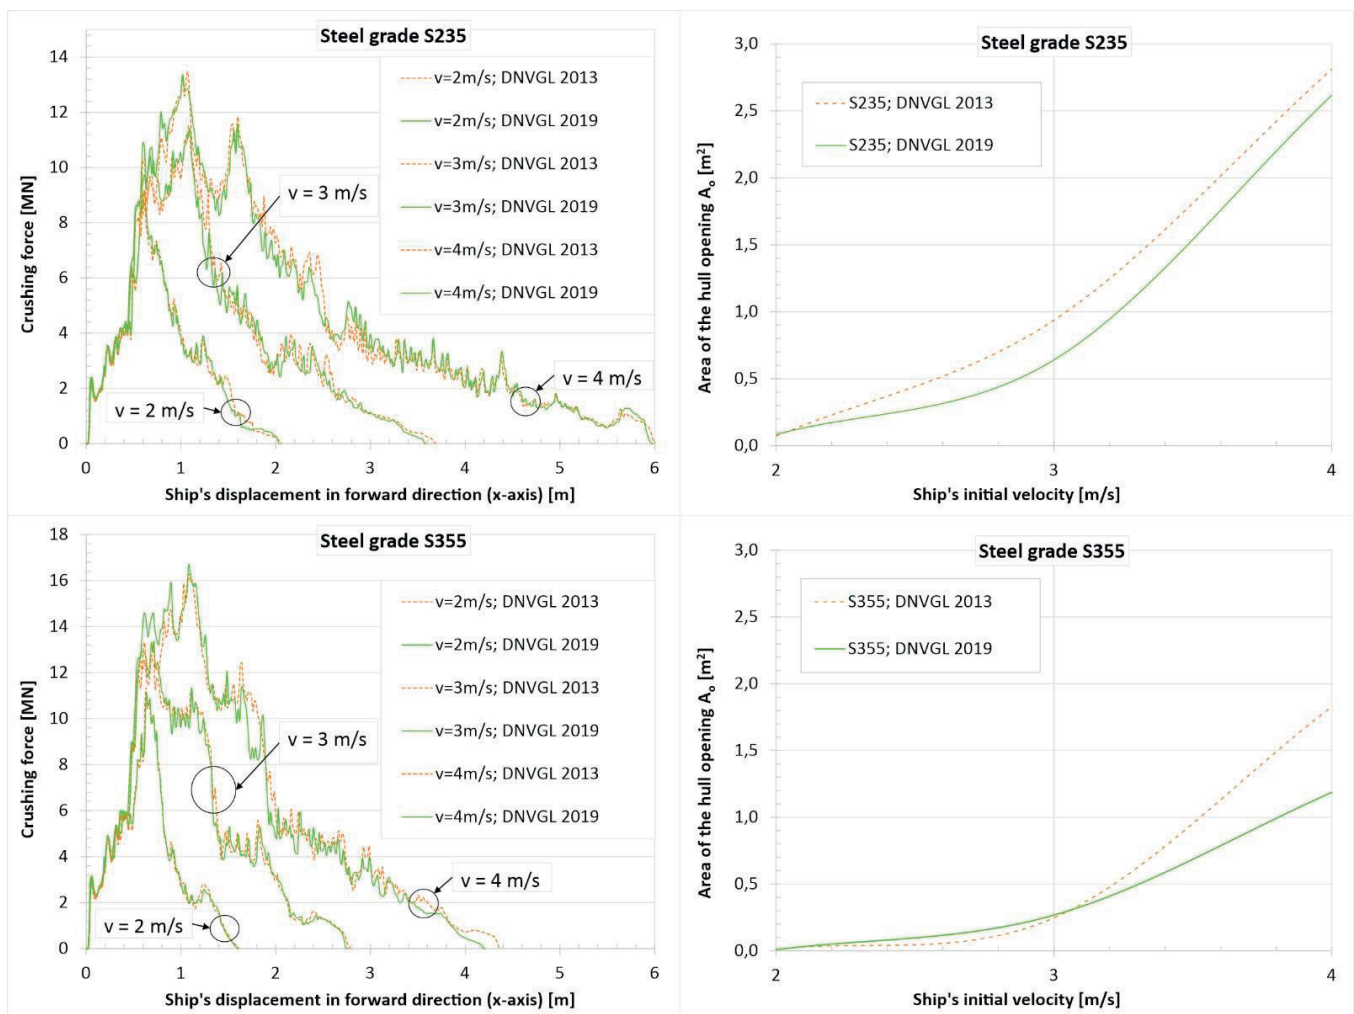 Steel grade S235
Crushing force [MN]
14
12
10
8
6
4
2
0
v=2m/s; DNVGL 2013
v=2m/s; DNVGL 2019
v=3m/s; DNVGL 2013
v=3m/s; DNVGL 2019
v=4m/s; DNVGL 2013
v=4m/s; DNVGL 2019
v = 3 m/s
v = 4 m/s
v = 2 m/s
0 1 2 3 4 5 6
Ship's displacement in forward direction (x-axis) [m]
Steel grade S235
Area of the hull opening Aₒ [m²]
3,0
2,5
2,0
1,5
1,0
0,5
0,0
S235; DNVGL 2013
S235; DNVGL 2019
2 3 4
Ship's initial velocity [m/s]
Steel grade S355
Crushing force [MN]
18
16
14
12
10
8
6
4
2
0
v=2m/s; DNVGL 2013
v=2m/s; DNVGL 2019
v=3m/s; DNVGL 2013
v=3m/s; DNVGL 2019
v=4m/s; DNVGL 2013
v=4m/s; DNVGL 2019
v = 3 m/s
v = 4 m/s
v = 2 m/s
0 1 2 3 4 5 6
Ship's displacement in forward direction (x-axis) [m]
Steel grade S355
Area of the hull opening Aₒ [m²]
3,0
2,5
2,0
1,5
1,0
0,5
0,0
S355; DNVGL 2013
S355; DNVGL 2019
2 3 4
Ship's initial velocity [m/s]